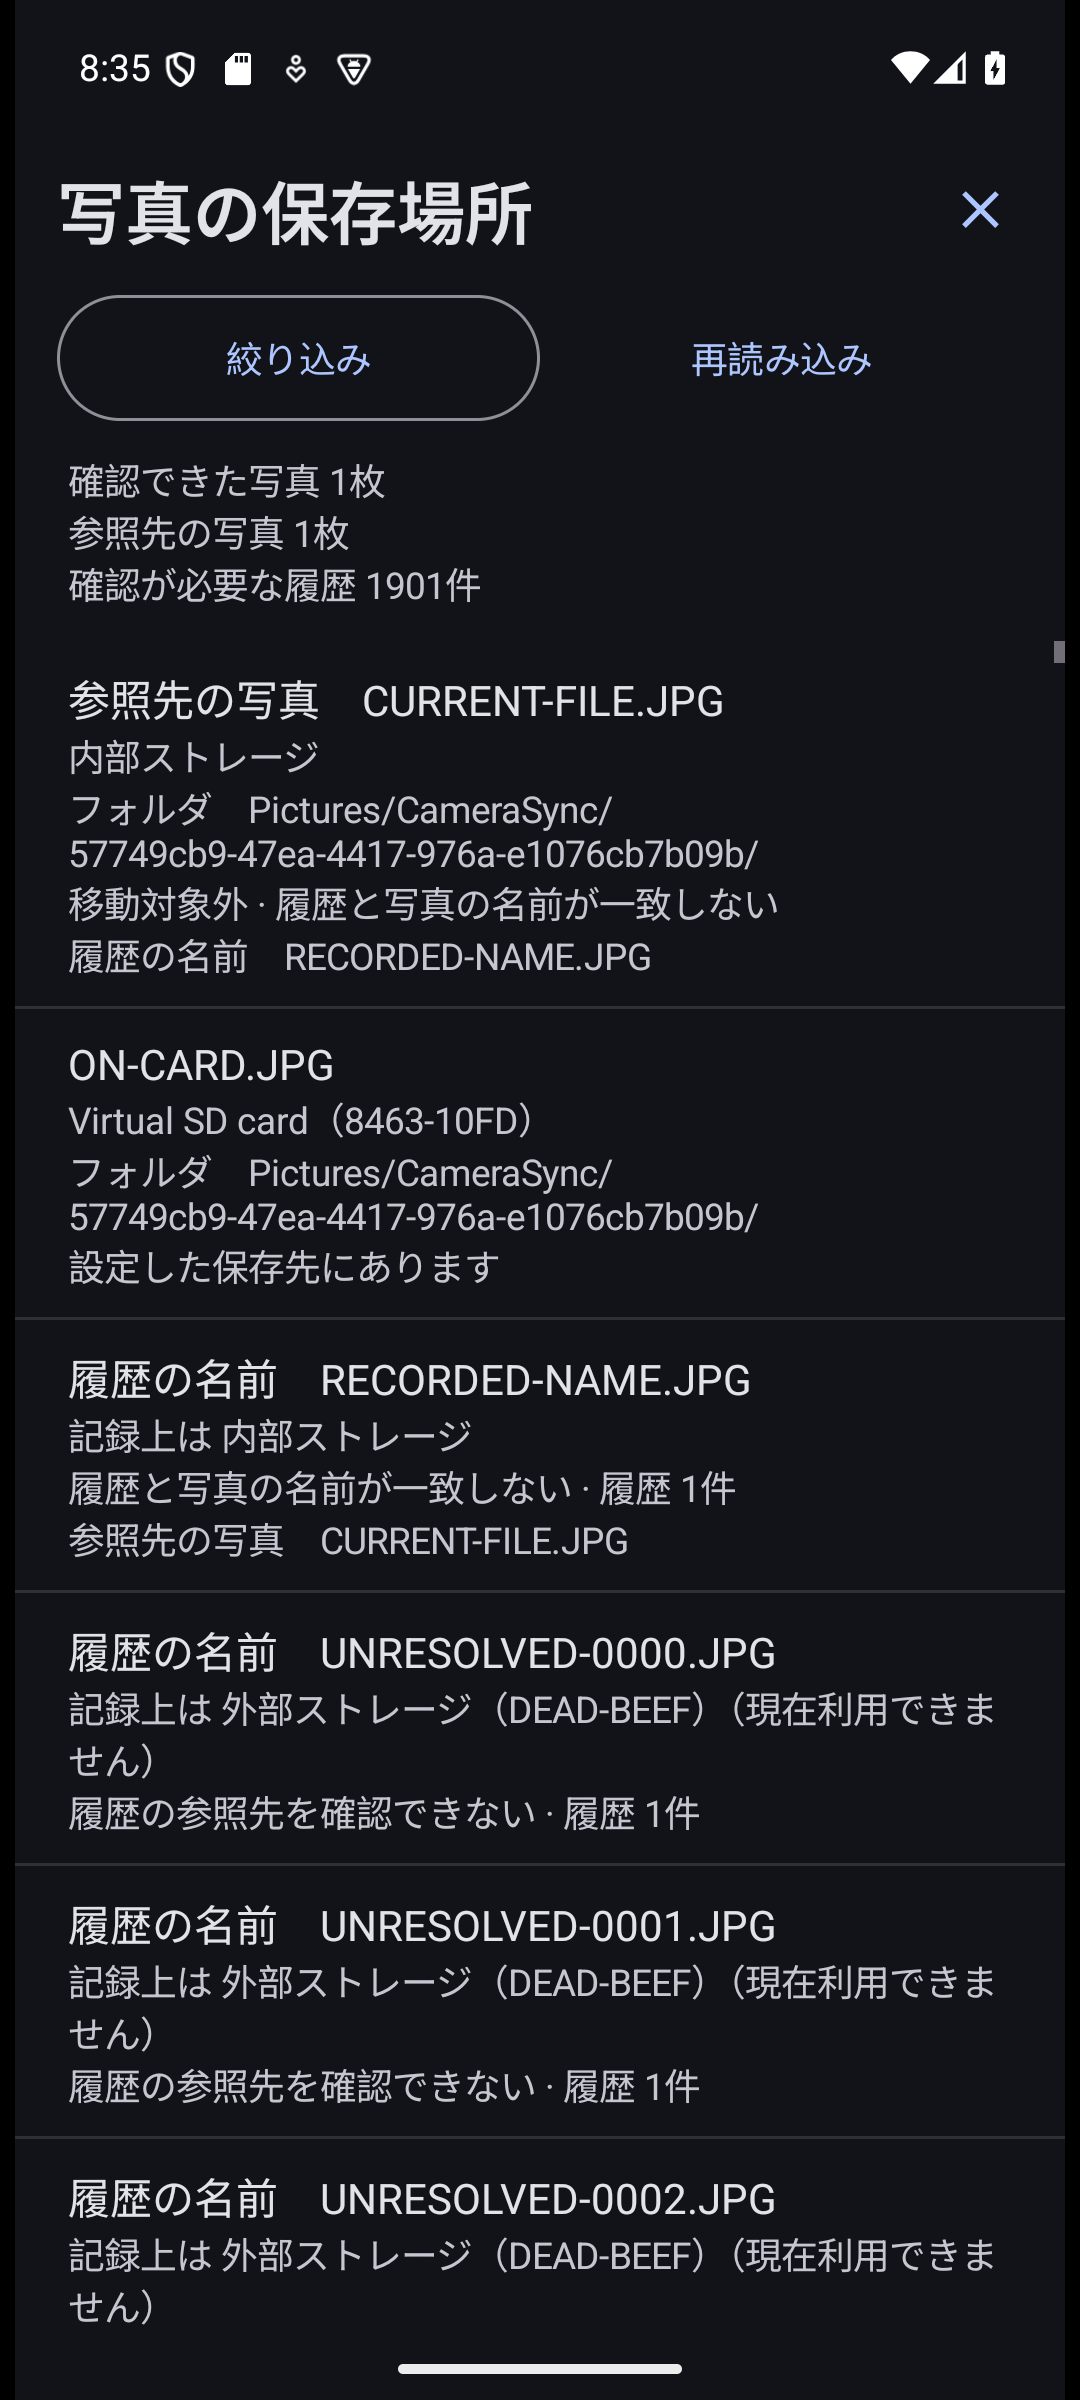 8:35
写真の保存場所
絞り込み
再読み込み
確認できた写真 1枚
参照先の写真 1枚
確認が必要な履歴 1901件
参照先の写真　CURRENT-FILE.JPG
内部ストレージ
フォルダ　Pictures/CameraSync/
57749cb9-47ea-4417-976a-e1076cb7b09b/
移動対象外 · 履歴と写真の名前が一致しない
履歴の名前　RECORDED-NAME.JPG
ON-CARD.JPG
Virtual SD card（8463-10FD）
フォルダ　Pictures/CameraSync/
57749cb9-47ea-4417-976a-e1076cb7b09b/
設定した保存先にあります
履歴の名前　RECORDED-NAME.JPG
記録上は 内部ストレージ
履歴と写真の名前が一致しない · 履歴 1件
参照先の写真　CURRENT-FILE.JPG
履歴の名前　UNRESOLVED-0000.JPG
記録上は 外部ストレージ（DEAD-BEEF）（現在利用できま
せん）
履歴の参照先を確認できない · 履歴 1件
履歴の名前　UNRESOLVED-0001.JPG
記録上は 外部ストレージ（DEAD-BEEF）（現在利用できま
せん）
履歴の参照先を確認できない · 履歴 1件
履歴の名前　UNRESOLVED-0002.JPG
記録上は 外部ストレージ（DEAD-BEEF）（現在利用できま
せん）